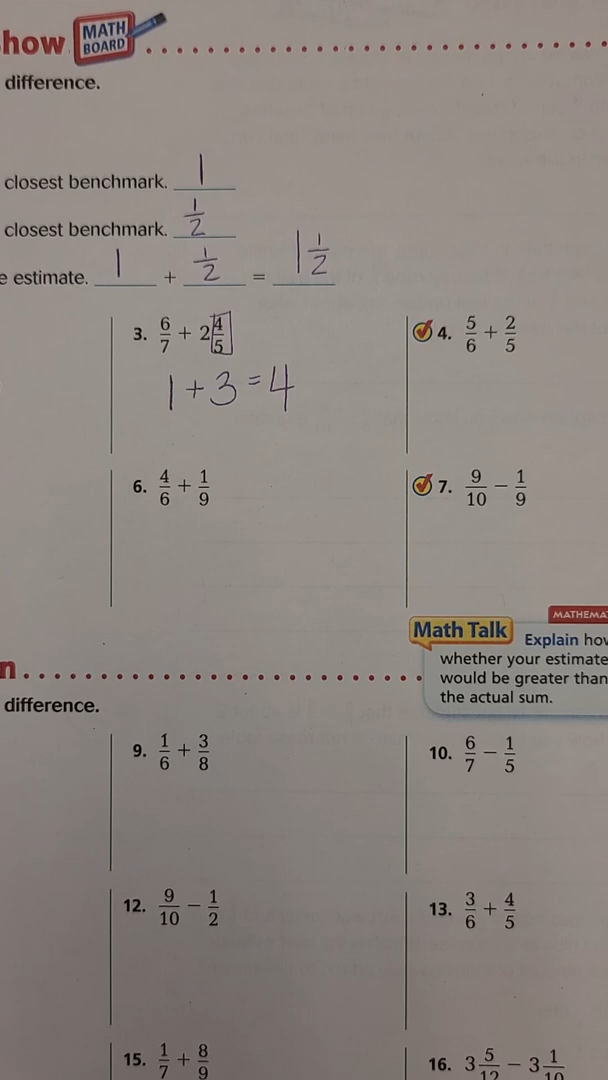 how MATH BOARD
difference.
closest benchmark. 1
closest benchmark. 1/2
e estimate. 1 + 1/2 = 1 1/2
3. 6/7 + 2 4/5
1 + 3 = 4
4. 5/6 + 2/5
6. 4/6 + 1/9
7. 9/10 − 1/9
MATHEMA
Math Talk Explain how
whether your estimate
would be greater than
the actual sum.
n
difference.
9. 1/6 + 3/8
10. 6/7 − 1/5
12. 9/10 − 1/2
13. 3/6 + 4/5
15. 1/7 + 8/9
16. 3 5/12 − 3 1/10